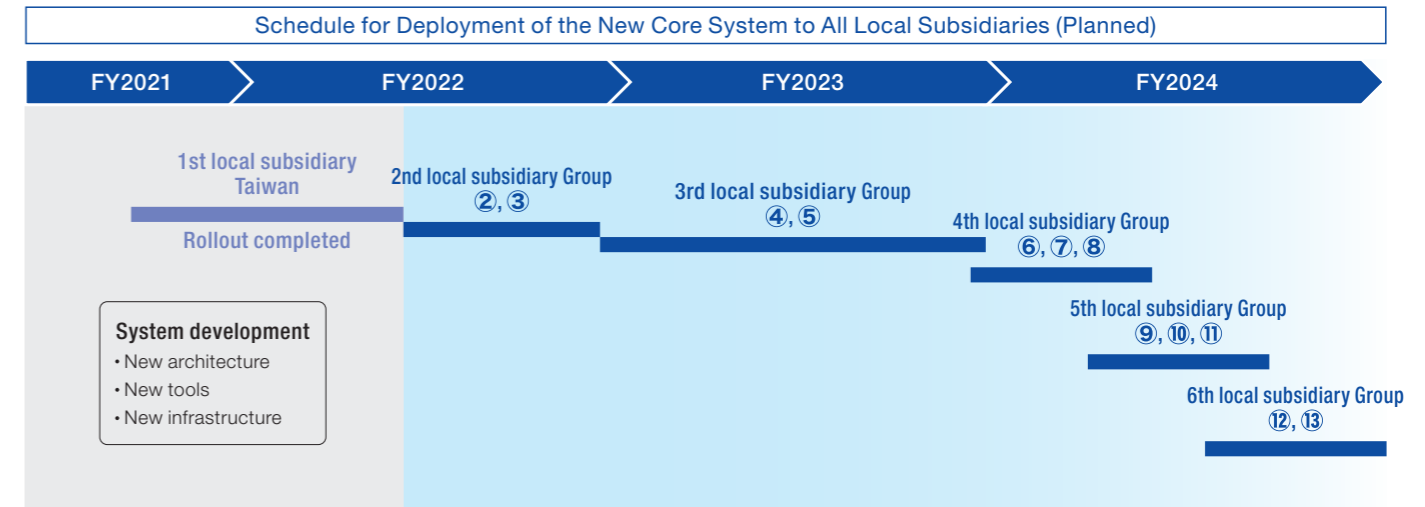 Schedule for Deployment of the New Core System to All Local Subsidiaries (Planned)
FY2021
FY2022
FY2023
FY2024
1st local subsidiary
Taiwan
Rollout completed
2nd local subsidiary Group
②, ③
3rd local subsidiary Group
④, ⑤
4th local subsidiary Group
⑥, ⑦, ⑧
5th local subsidiary Group
⑨, ⑩, ⑪
6th local subsidiary Group
⑫, ⑬
System development
・New architecture
・New tools
・New infrastructure